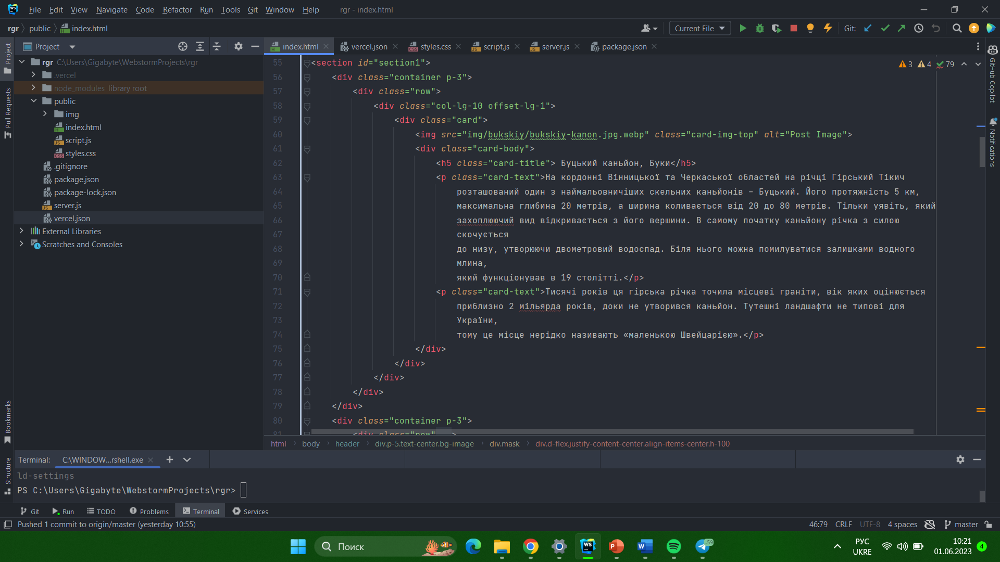 File Edit View Navigate Code Refactor Run Tools Git Window Help rgr - index.html
rgr public index.html
Current File
Git:
Project
index.html
vercel.json
styles.css
script.js
server.js
package.json
Project
Pull Requests
Bookmarks
Structure
rgr C:\Users\Gigabyte\WebstormProjects\rgr
.vercel
node_modules library root
public
img
index.html
script.js
styles.css
.gitignore
package.json
package-lock.json
server.js
vercel.json
External Libraries
Scratches and Consoles
3 4 79
55 <section id="section1">
56 <div class="container p-3">
57 <div class="row">
58 <div class="col-lg-10 offset-lg-1">
59 <div class="card">
60 <img src="img/bukskiy/bukskiy-kanon.jpg.webp" class="card-img-top" alt="Post Image">
61 <div class="card-body">
62 <h5 class="card-title"> Буцький каньйон, Буки</h5>
63 <p class="card-text">На кордонні Вінницької та Черкаської областей на річці Гірський Тікич
64 розташований один з наймальовничіших скельних каньйонів – Буцький. Його протяжність 5 км,
65 максимальна глибина 20 метрів, а ширина коливається від 20 до 80 метрів. Тільки уявіть, який
66 захоплюючий вид відкривається з його вершини. В самому початку каньйону річка з силою
67 скочується
68 до низу, утворюючи двометровий водоспад. Біля нього можна помилуватися залишками водного
69 млина,
70 який функціонував в 19 столітті.</p>
71 <p class="card-text">Тисячі років ця гірська річка точила місцеві граніти, вік яких оцінюється
72 приблизно 2 мільярда років, доки не утворився каньйон. Тутешні ландшафти не типові для
73 України,
74 тому це місце нерідко називають «маленькою Швейцарією».</p>
75 </div>
76 </div>
77 </div>
78 </div>
79 </div>
80 <div class="container p-3">
81 <div class="row">
html body header div.p-5.text-center.bg-image div.mask div.d-flex.justify-content-center.align-items-center.h-100
GitHub Copilot
Notifications
Terminal: C:\WINDOW...rshell.exe
ld-settings
PS C:\Users\Gigabyte\WebstormProjects\rgr>
Git Run TODO Problems Terminal Services
Pushed 1 commit to origin/master (yesterday 10:55)
46:79 CRLF UTF-8 4 spaces master
Поиск
WS
P
W
59
РУС
UKRE
10:21
01.06.2023
4